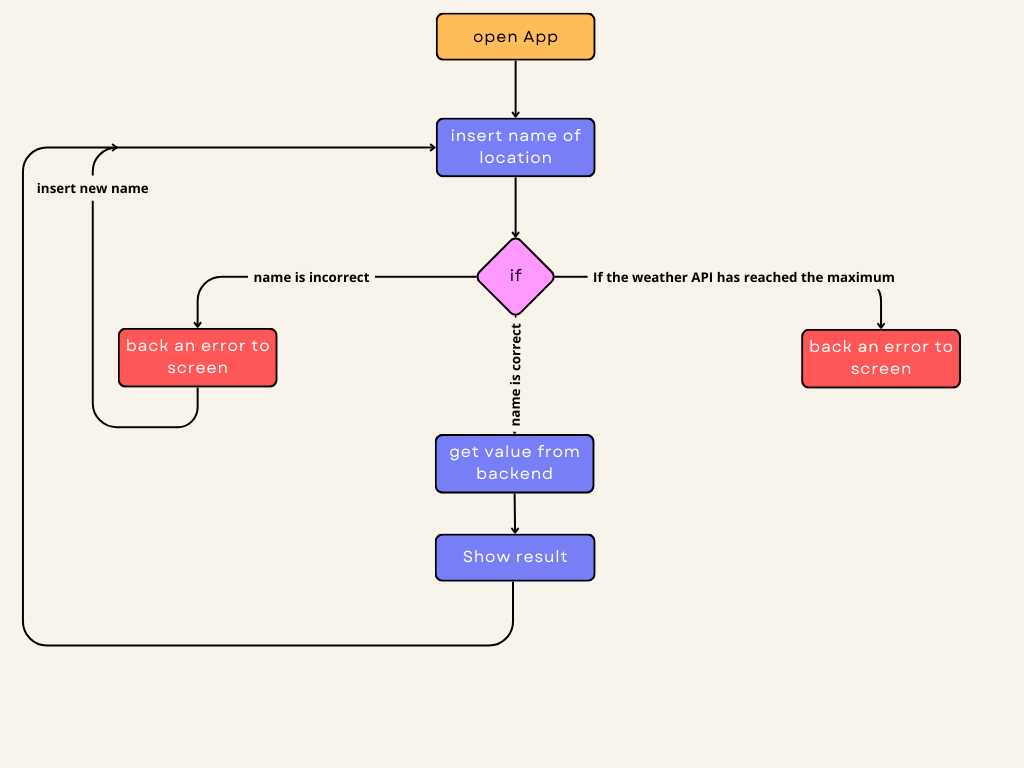 open App
insert name of
location
insert new name
if
name is incorrect
If the weather API has reached the maximum
name is correct
back an error to
screen
back an error to
screen
get value from
backend
Show result